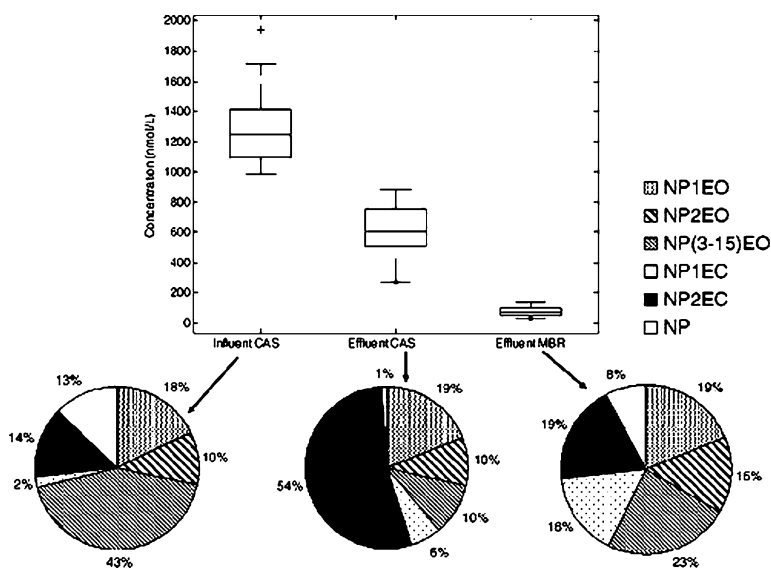 2000
1800
1600
1400
1200
1000
800
600
400
200
0
Concentration (nmol/L)
Influent CAS
Effluent CAS
Effluent MBR
NP1EO
NP2EO
NP(3-15)EO
NP1EC
NP2EC
NP
13%
18%
14%
10%
2%
43%
1%
19%
54%
10%
10%
6%
8%
19%
19%
15%
16%
23%